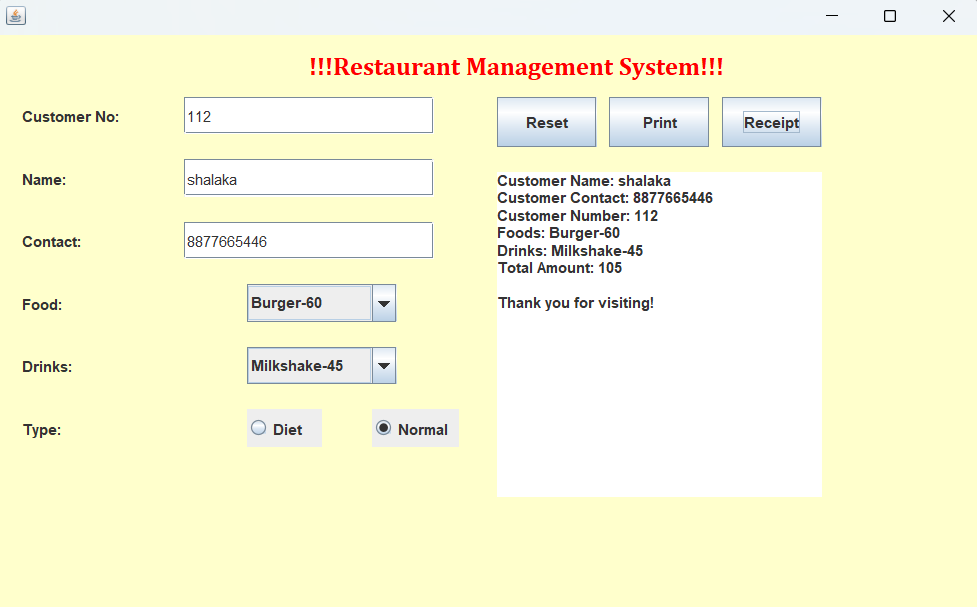 !!!Restaurant Management System!!!
Customer No:
112
Name:
shalaka
Contact:
8877665446
Food:
Burger-60
Drinks:
Milkshake-45
Type:
Diet
Normal
Reset
Print
Receipt
Customer Name: shalaka
Customer Contact: 8877665446
Customer Number: 112
Foods: Burger-60
Drinks: Milkshake-45
Total Amount: 105
Thank you for visiting!